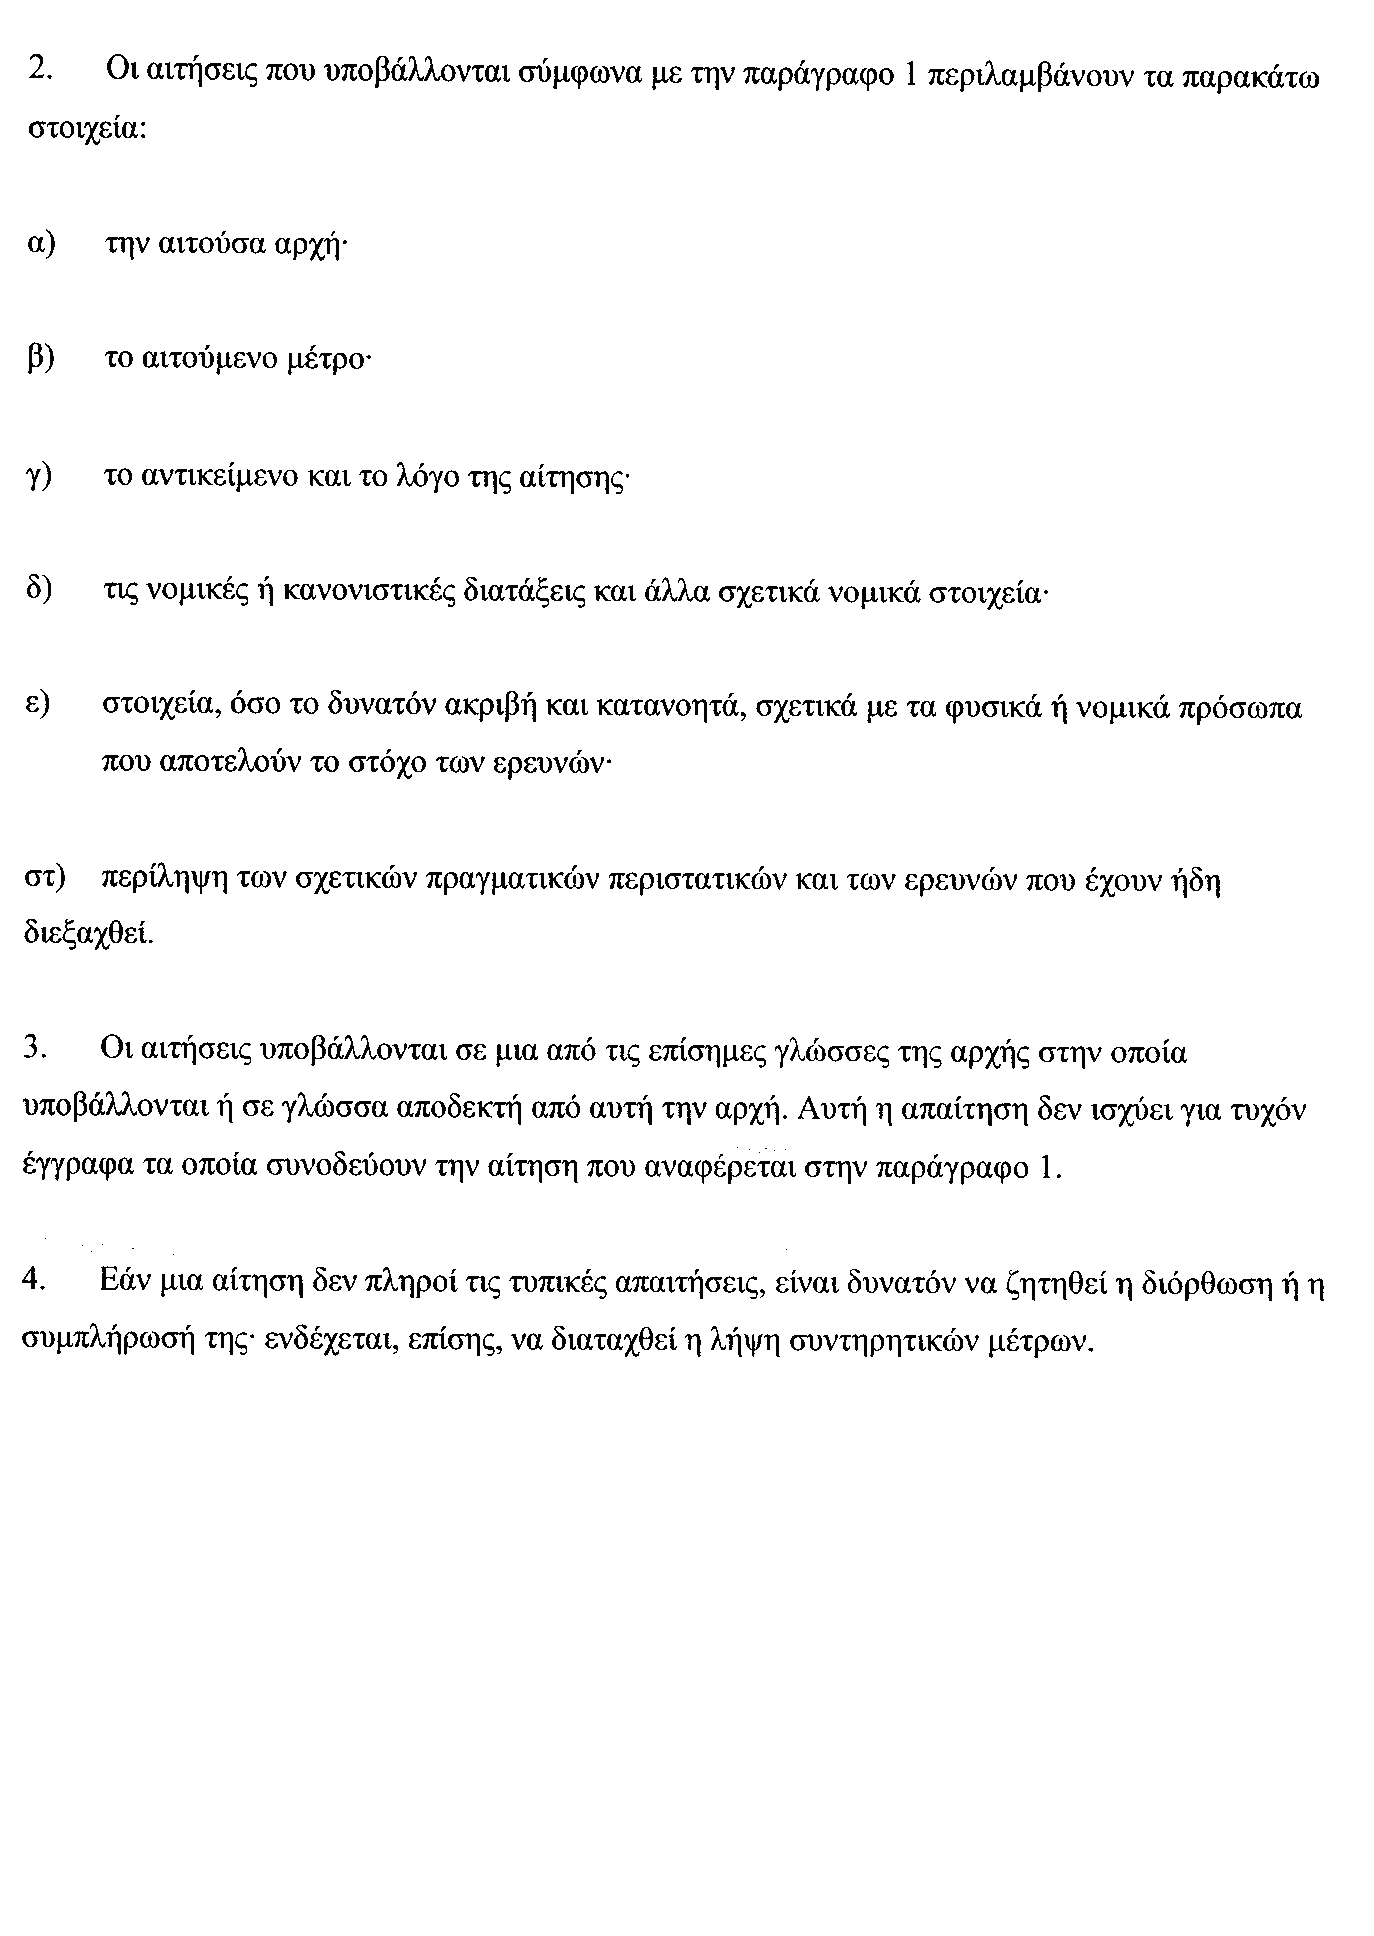 2. Οι αιτήσεις που υποβάλλονται σύμφωνα με την παράγραφο 1 περιλαμβάνουν τα παρακάτω
στοιχεία:
α) την αιτούσα αρχή·
β) το αιτούμενο μέτρο·
γ) το αντικείμενο και το λόγο της αίτησης·
δ) τις νομικές ή κανονιστικές διατάξεις και άλλα σχετικά νομικά στοιχεία·
ε) στοιχεία, όσο το δυνατόν ακριβή και κατανοητά, σχετικά με τα φυσικά ή νομικά πρόσωπα
που αποτελούν το στόχο των ερευνών·
στ) περίληψη των σχετικών πραγματικών περιστατικών και των ερευνών που έχουν ήδη
διεξαχθεί.
3. Οι αιτήσεις υποβάλλονται σε μια από τις επίσημες γλώσσες της αρχής στην οποία
υποβάλλονται ή σε γλώσσα αποδεκτή από αυτή την αρχή. Αυτή η απαίτηση δεν ισχύει για τυχόν
έγγραφα τα οποία συνοδεύουν την αίτηση που αναφέρεται στην παράγραφο 1.
4. Εάν μια αίτηση δεν πληροί τις τυπικές απαιτήσεις, είναι δυνατόν να ζητηθεί η διόρθωση ή η
συμπλήρωσή της· ενδέχεται, επίσης, να διαταχθεί η λήψη συντηρητικών μέτρων.